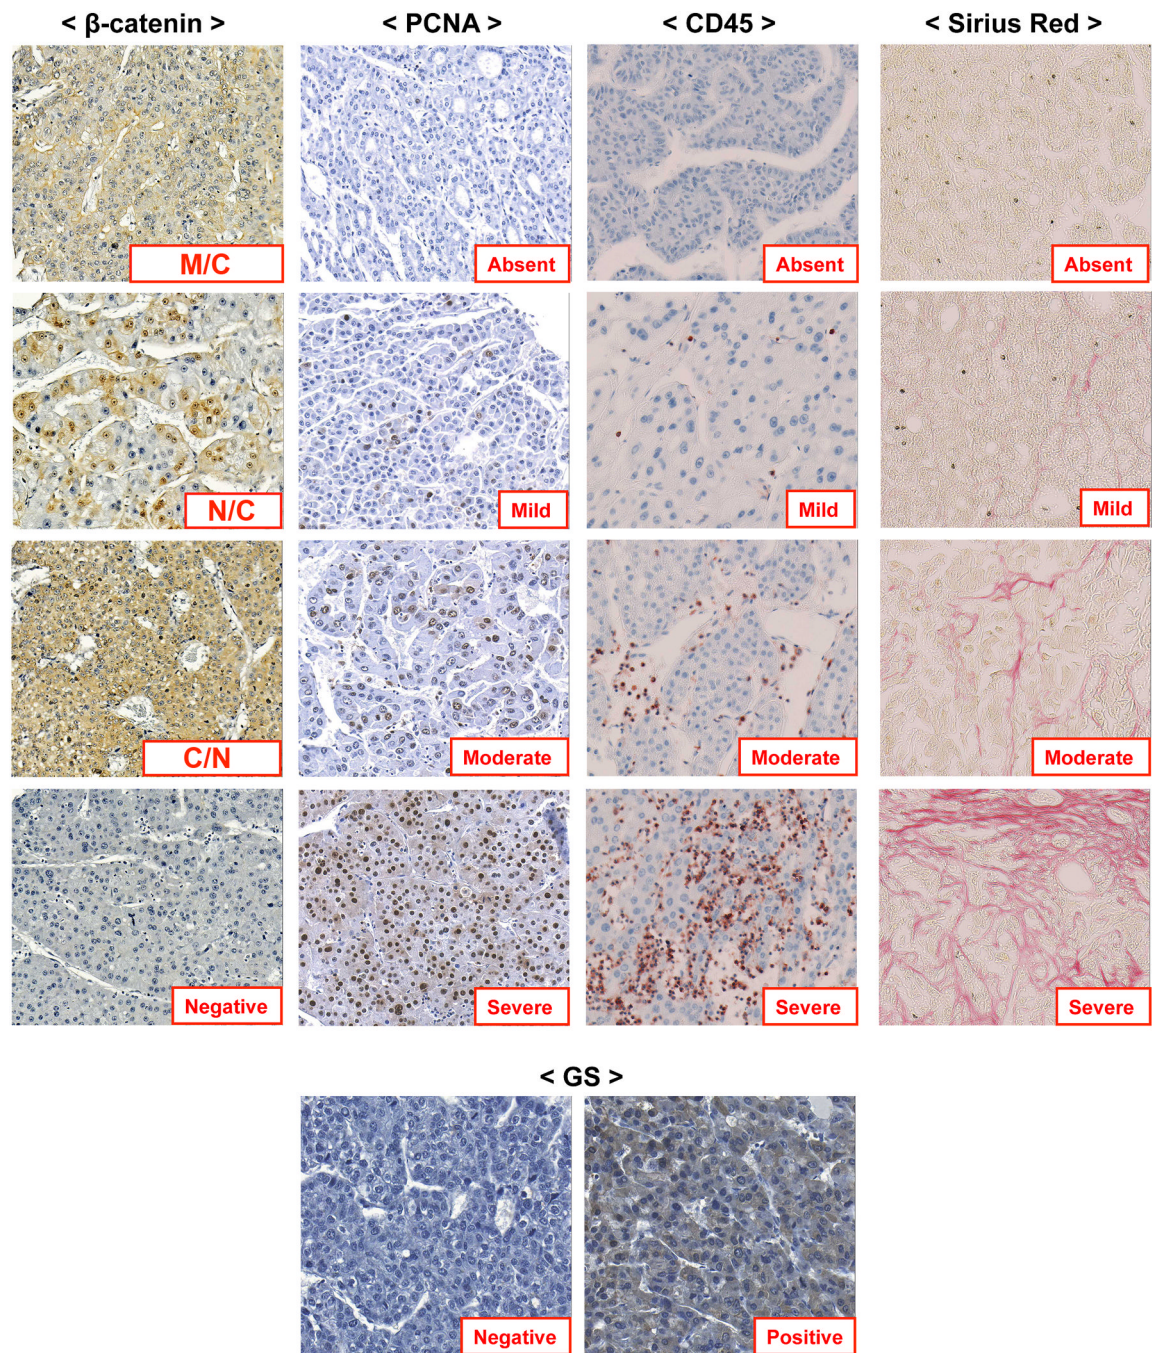 < β-catenin > < PCNA > < CD45 > < Sirius Red >
M/C Absent Absent Absent
N/C Mild Mild Mild
C/N Moderate Moderate Moderate
Negative Severe Severe Severe
< GS >
Negative Positive